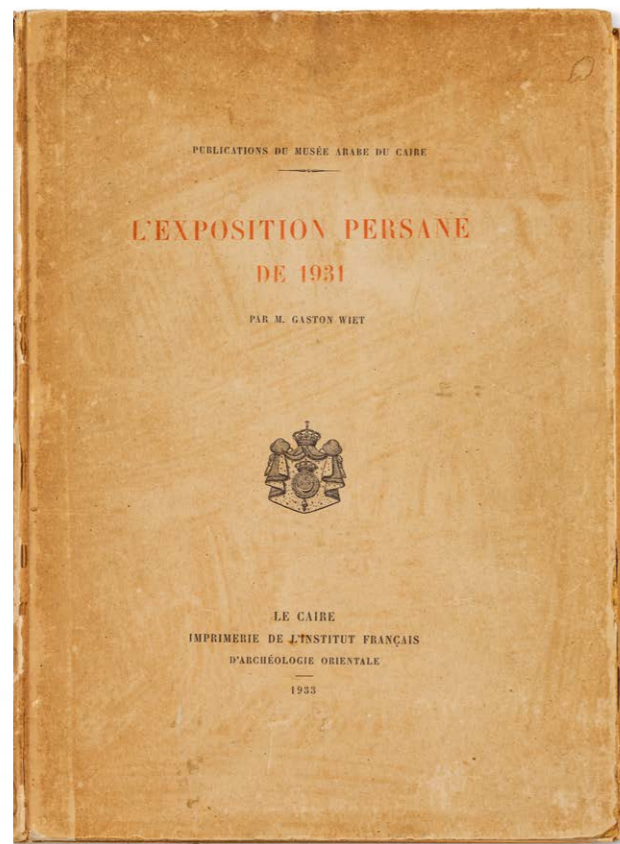 PUBLICATIONS DU MUSÉE ARABE DU CAIRE
L'EXPOSITION PERSANE
DE 1931
PAR M. GASTON WIET
LE CAIRE
IMPRIMERIE DE L'INSTITUT FRANÇAIS
D'ARCHÉOLOGIE ORIENTALE
1933